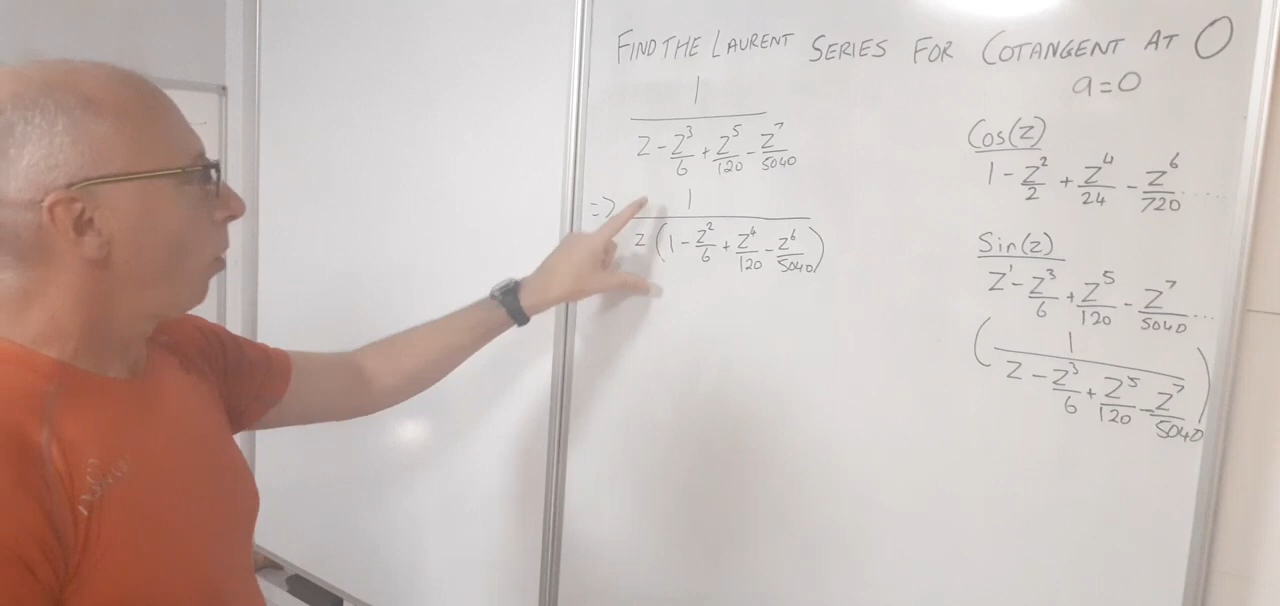 FIND THE LAURENT SERIES FOR COTANGENT AT 0
a=0
1
z - z³/6 + z⁵/120 - z⁷/5040
=> 1
z (1 - z²/6 + z⁴/120 - z⁶/5040)
Cos(z)
1 - z²/2 + z⁴/24 - z⁶/720 ....
Sin(z)
z¹ - z³/6 + z⁵/120 - z⁷/5040 ...
( 1
z - z³/6 + z⁵/120 - z⁷/5040 )